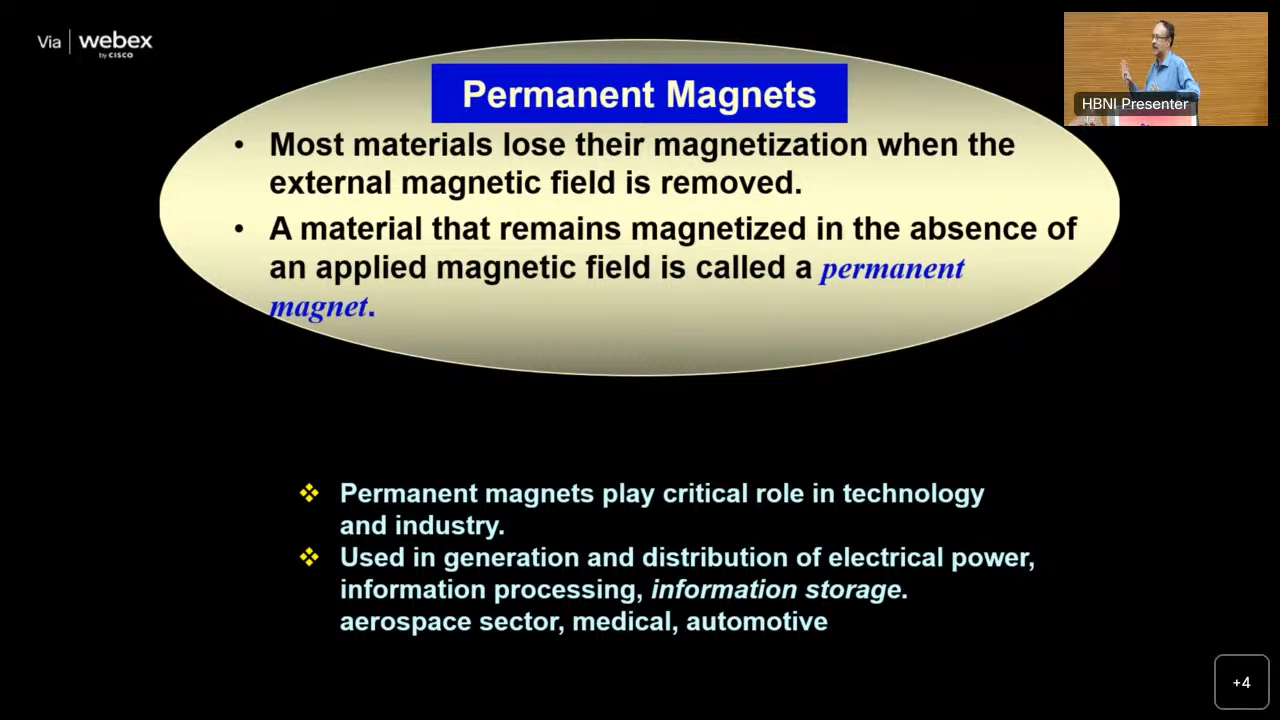 Via webex
by CISCO
HBNI Presenter
Permanent Magnets
• Most materials lose their magnetization when the
external magnetic field is removed.
• A material that remains magnetized in the absence of
an applied magnetic field is called a permanent
magnet.
❖ Permanent magnets play critical role in technology
and industry.
❖ Used in generation and distribution of electrical power,
information processing, information storage.
aerospace sector, medical, automotive
+4